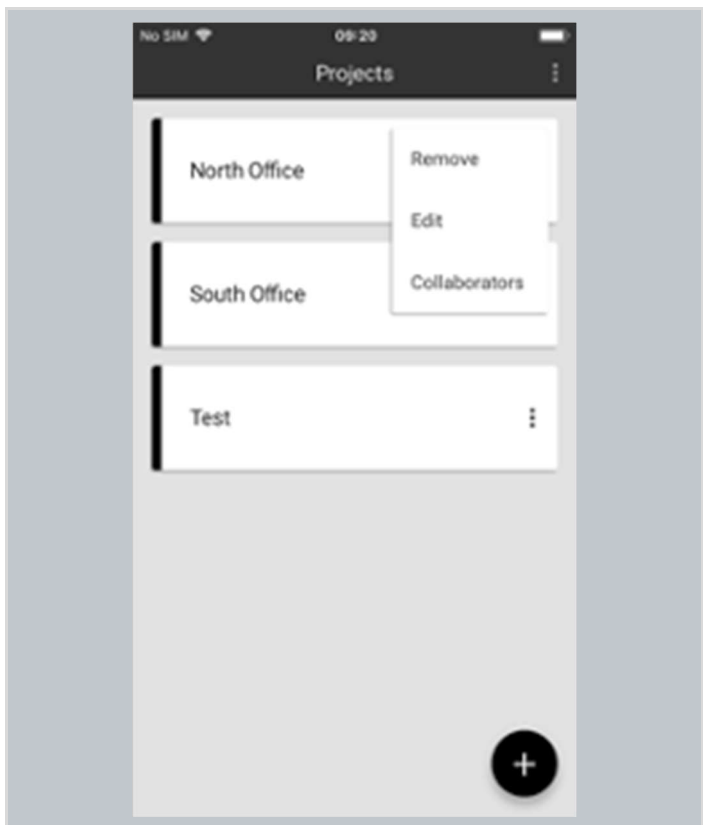 No SIM 09:20
Projects
North Office
Remove
Edit
South Office
Collaborators
Test